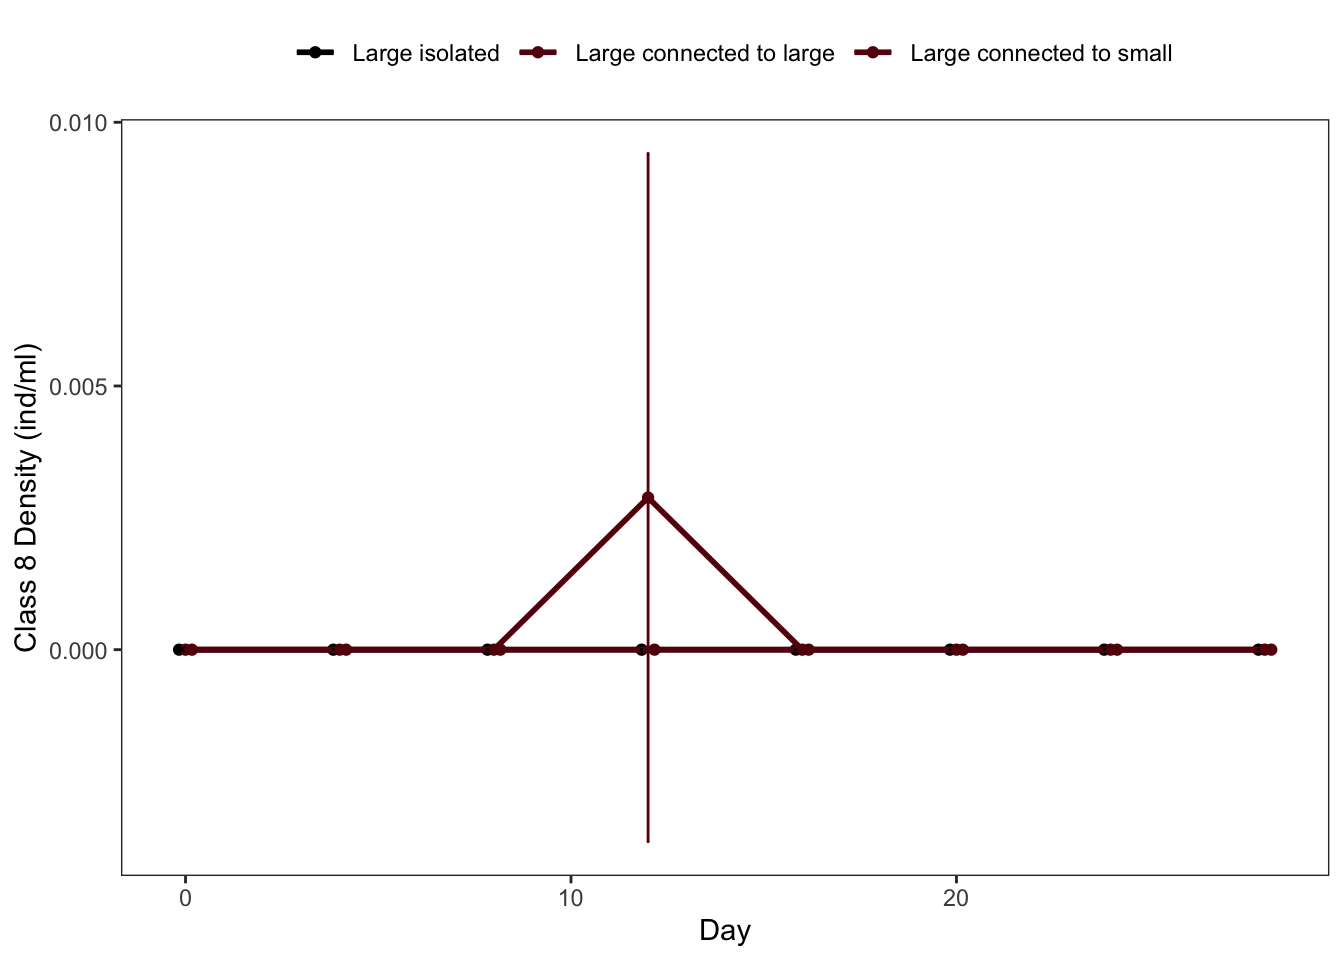 Large isolated Large connected to large Large connected to small
0.010
0.005
0.000
Class 8 Density (ind/ml)
0 10 20
Day